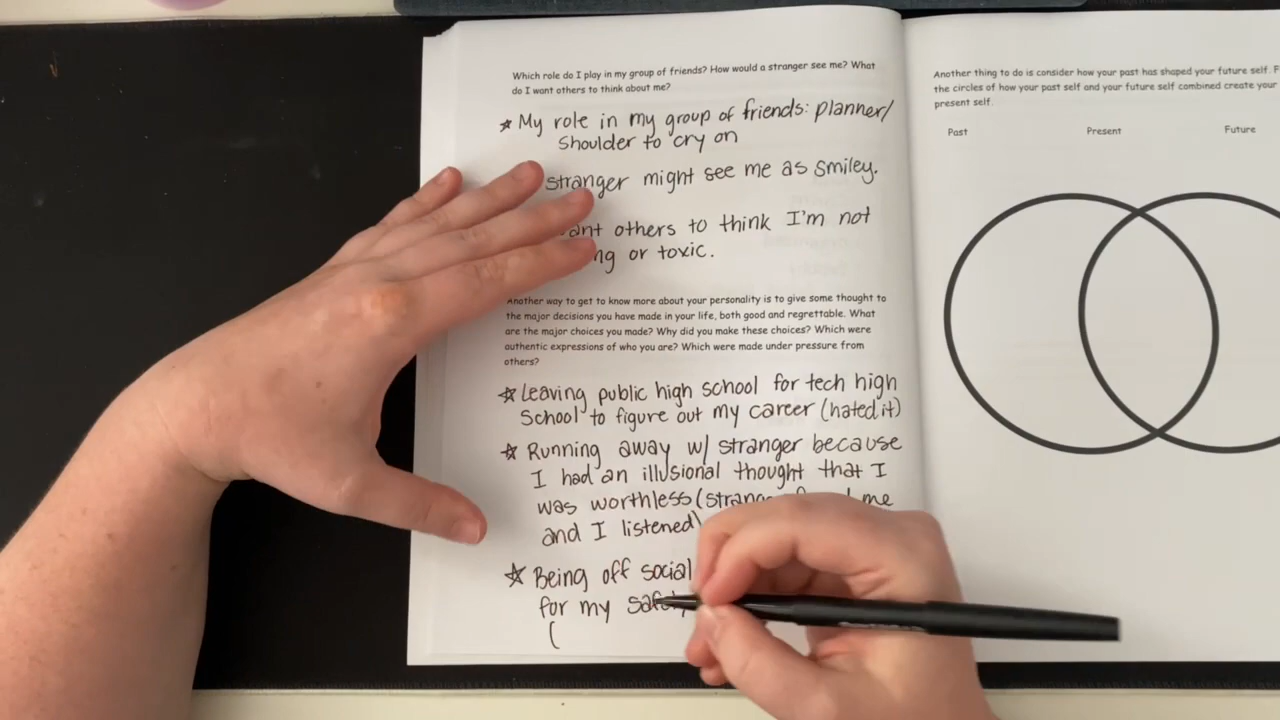 Which role do I play in my group of friends? How would a stranger see me? What
do I want others to think about me?
☆ My role in my group of friends: planner/
shoulder to cry on
stranger might see me as smiley.
others to think I'm not
or toxic.
Another way to get to know more about your personality is to give some thought to
the major decisions you have made in your life, both good and regrettable. What
are the major choices you made? Why did you make these choices? Which were
authentic expressions of who you are? Which were made under pressure from
others?
☆ Leaving public high school for tech high
School to figure out my career (hated it)
☆ Running away w/ stranger because
I had an illusional thought that I
was worthless (me
and I listened)
☆ Being off social
for my
(
Another thing to do is consider how your past has shaped your future self.
the circles of how your past self and your future self combined create your
present self.
Past Present Future